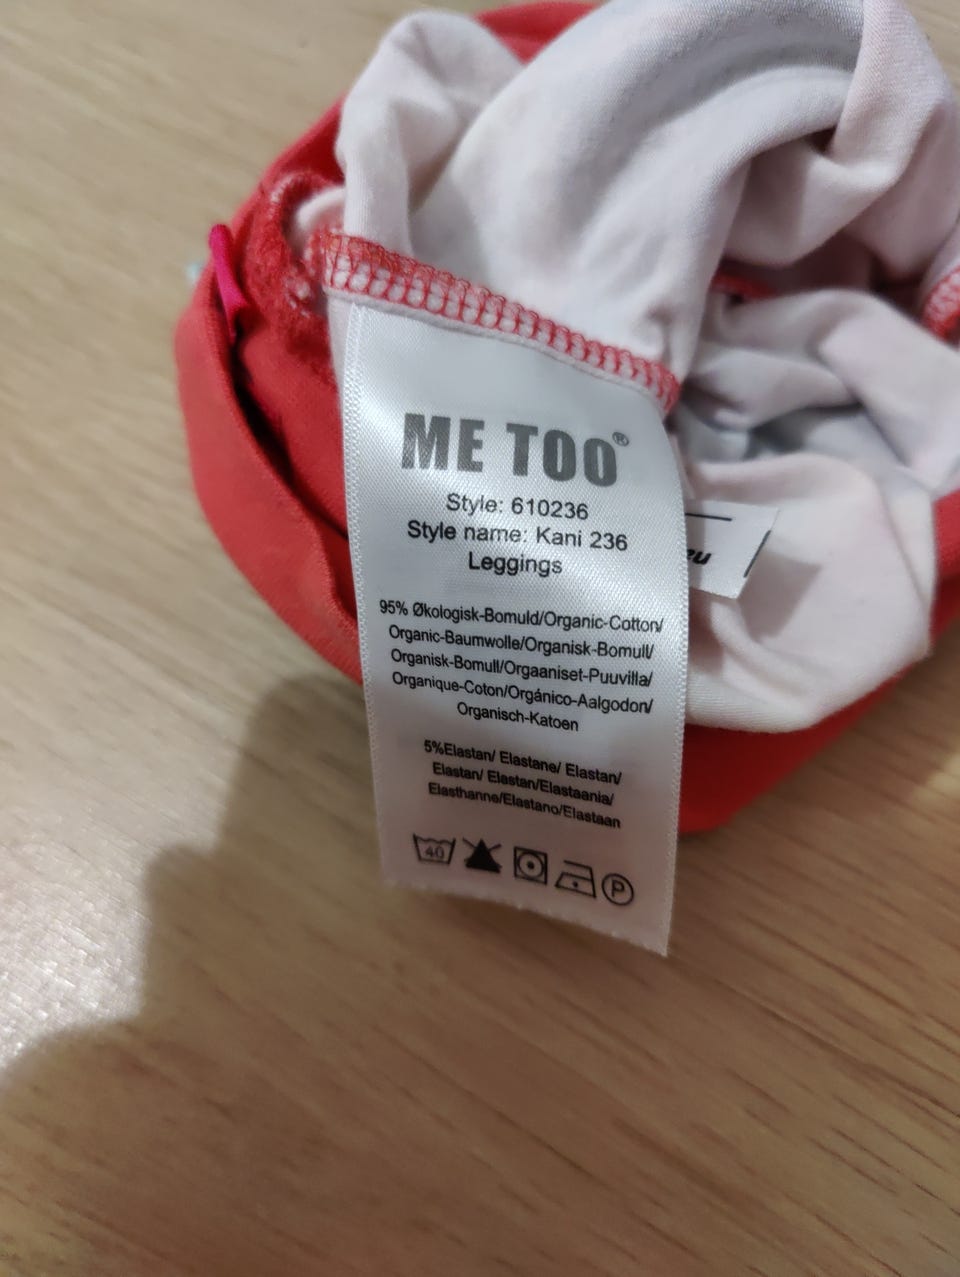 ME TOO®
Style: 610236
Style name: Kani 236
Leggings
95% Økologisk-Bomuld/Organic-Cotton/
Organic-Baumwolle/Organisk-Bomull/
Organisk-Bomull/Orgaaniset-Puuvilla/
Organique-Coton/Orgánico-Aalgodon/
Organisch-Katoen
5%Elastan/ Elastane/ Elastan/
Elastan/ Elastan/Elastaania/
Elasthanne/Elastano/Elastaan
40
P